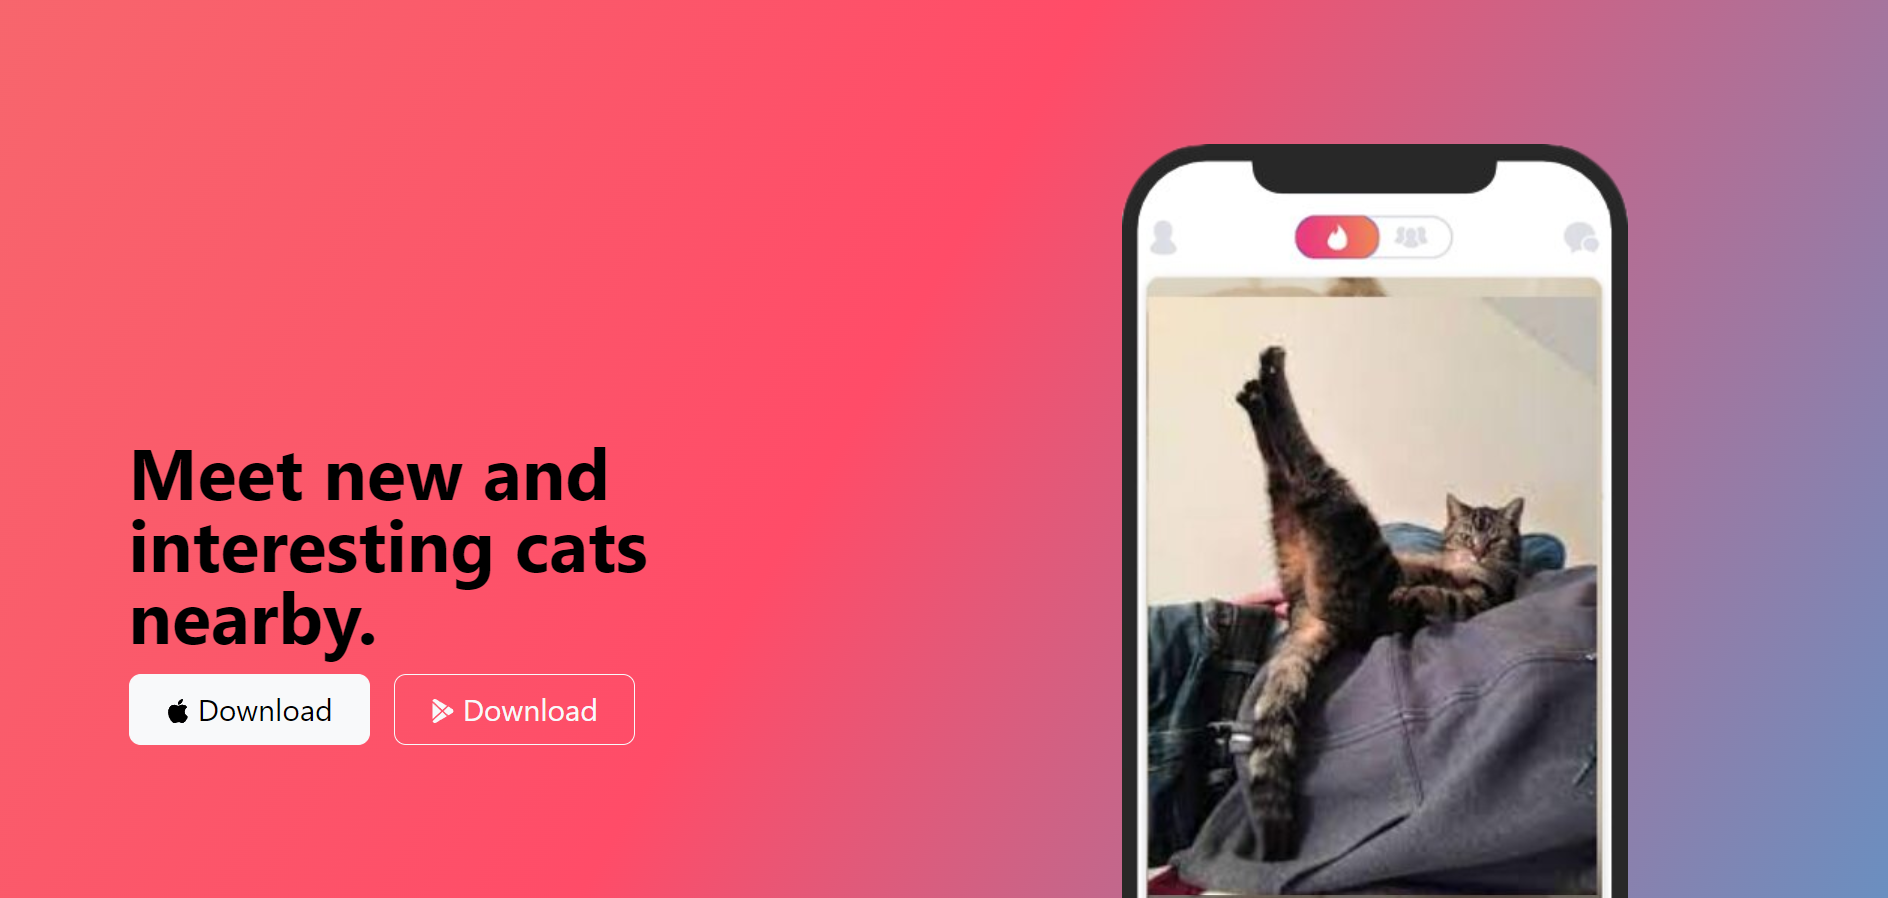 Meet new and
interesting cats
nearby.
Download
Download